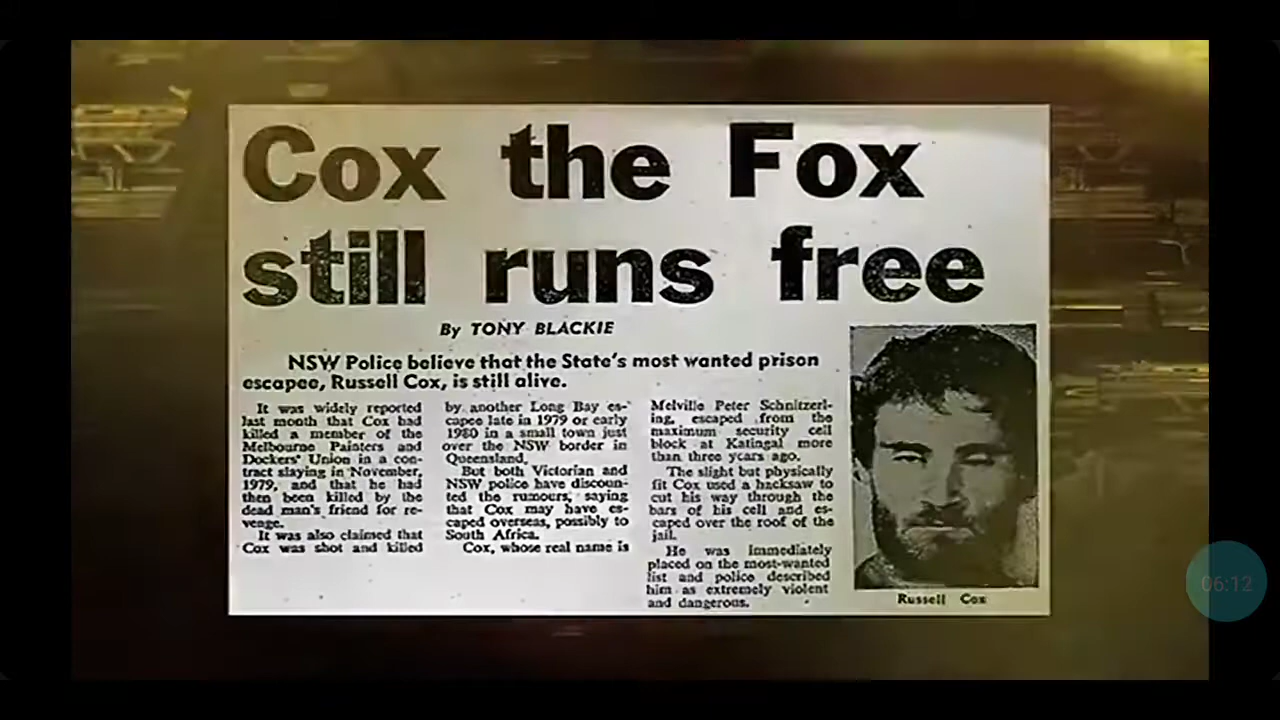 Cox the Fox
still runs free
By TONY BLACKIE
NSW Police believe that the State's most wanted prison
escapee, Russell Cox, is still alive.
It was widely reported
last month that Cox had
killed a member of the
Melbourne Painters and
Dockers' Union in a con-
tract slaying in November,
1979, and that he had
then been killed by the
dead man's friend for re-
venge.
It was also claimed that
Cox was shot and killed
by another Long Bay es-
capee late in 1979 or early
1980 in a small town just
over the NSW border in
Queensland.
But both Victorian and
NSW police have discoun-
ted the rumours, saying
that Cox may have es-
caped overseas, possibly to
South Africa.
Cox, whose real name is
Melville Peter Schnitzerl-
ing, escaped from the
maximum security cell
block at Katingal more
than three years ago.
The slight but physically
fit Cox used a hacksaw to
cut his way through the
bars of his cell and es-
caped over the roof of the
jail.
He was immediately
placed on the most-wanted
list and police described
him as extremely violent
and dangerous.
Russell Cox
06:12